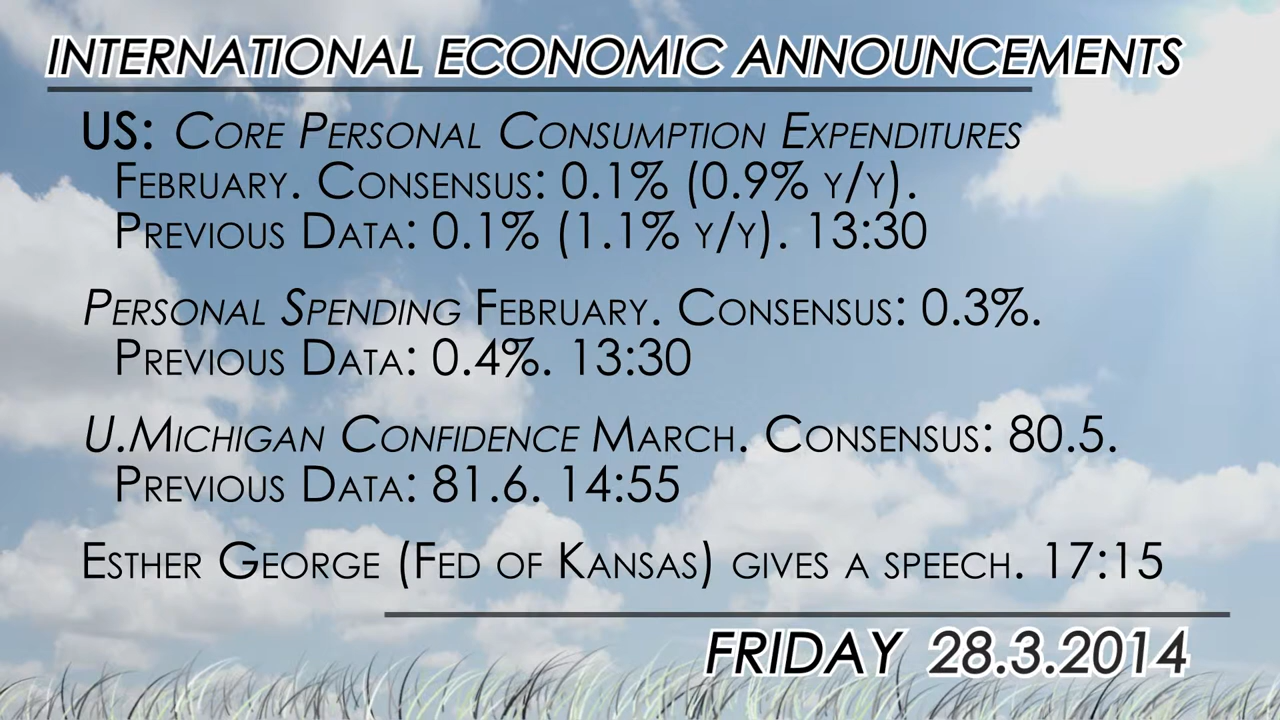 INTERNATIONAL ECONOMIC ANNOUNCEMENTS
US: Core Personal Consumption Expenditures
February. Consensus: 0.1% (0.9% y/y).
Previous Data: 0.1% (1.1% y/y). 13:30
Personal Spending February. Consensus: 0.3%.
Previous Data: 0.4%. 13:30
U.Michigan Confidence March. Consensus: 80.5.
Previous Data: 81.6. 14:55
Esther George (Fed of Kansas) gives a speech. 17:15
FRIDAY 28.3.2014